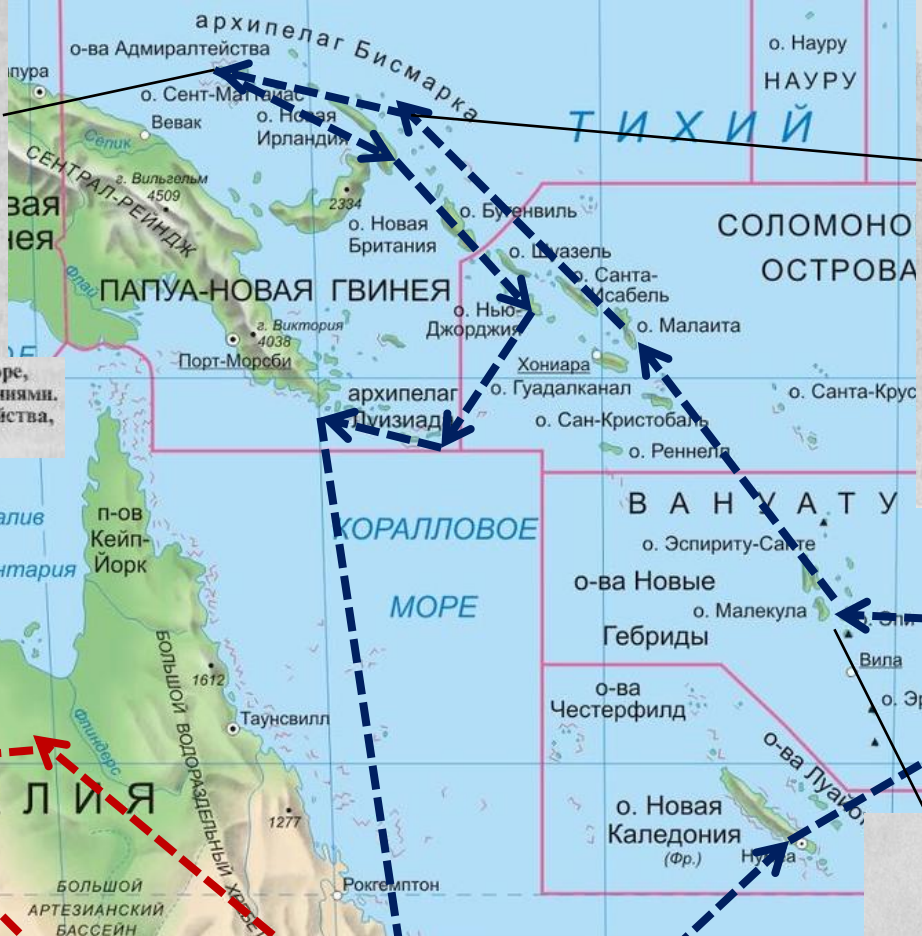 архипелаг Бисмарка
о-ва Адмиралтейства
о. Науру
НАУРУ
о. Сент-Маттайас
о. Новая
Ирландия
ТИХИЙ
Вевак
Сепик
СЕНТРАЛ-РЕЙНДЖ
г. Вильгельм
4509
2334
о. Бугенвиль
о. Новая
Британия
СОЛОМОНО
ОСТРОВА
о. Шуазель
о. Санта-
Исабель
Флай
ПАПУА-НОВАЯ ГВИНЕЯ
о. Нью-
Джорджия
о. Малаита
г. Виктория
4038
Порт-Морсби
Хониара
о. Гуадалканал
архипелаг
Луизиада
о. Санта-Крус
о. Сан-Кристобаль
о. Реннелл
ВАНУАТУ
п-ов
Кейп-
Йорк
КОРАЛЛОВОЕ
МОРЕ
о. Эспириту-Санто
о-ва Новые
Гебриды
о. Малекула
Вила
о-ва
Честерфилд
1612
Таунсвилл
БОЛЬШОЙ ВОДОРАЗДЕЛЬНЫЙ ХРЕБЕТ
Флиндерс
о-ва Луайоте
ЛИЯ
о. Новая
Каледония
(Фр.)
Нумеа
1277
Рокгемптон
БОЛЬШОЙ
АРТЕЗИАНСКИЙ
БАССЕЙН